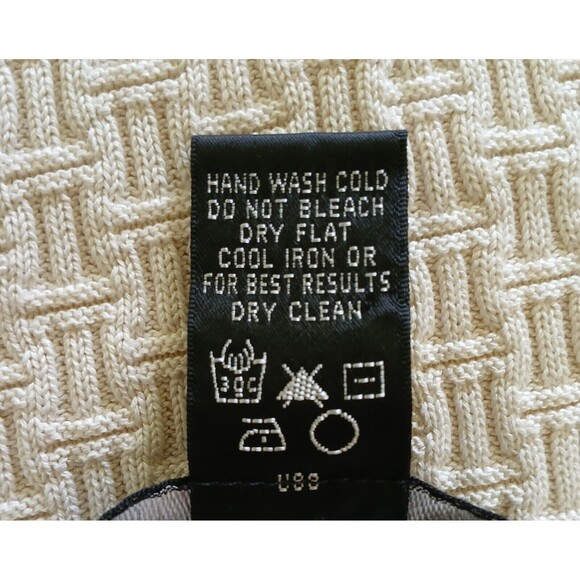 HAND WASH COLD
DO NOT BLEACH
DRY FLAT
COOL IRON OR
FOR BEST RESULTS
DRY CLEAN
30C
U88